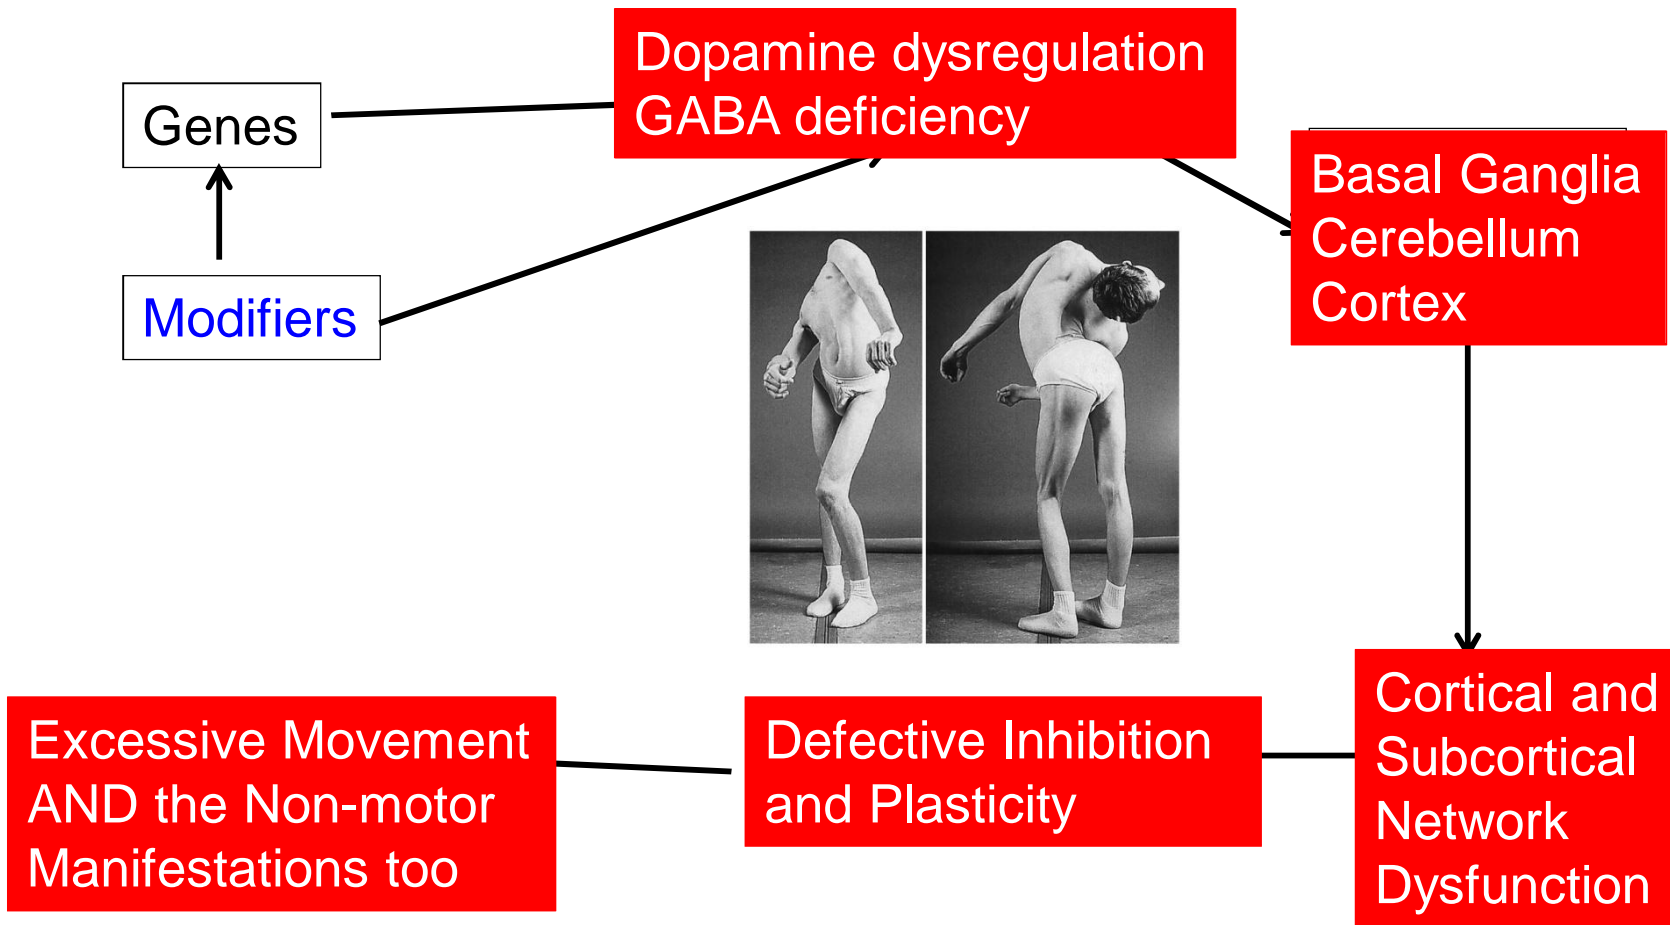 Dopamine dysregulation
GABA deficiency
Genes
Modifiers
Basal Ganglia
Cerebellum
Cortex
Cortical and
Subcortical
Network
Dysfunction
Defective Inhibition
and Plasticity
Excessive Movement
AND the Non-motor
Manifestations too